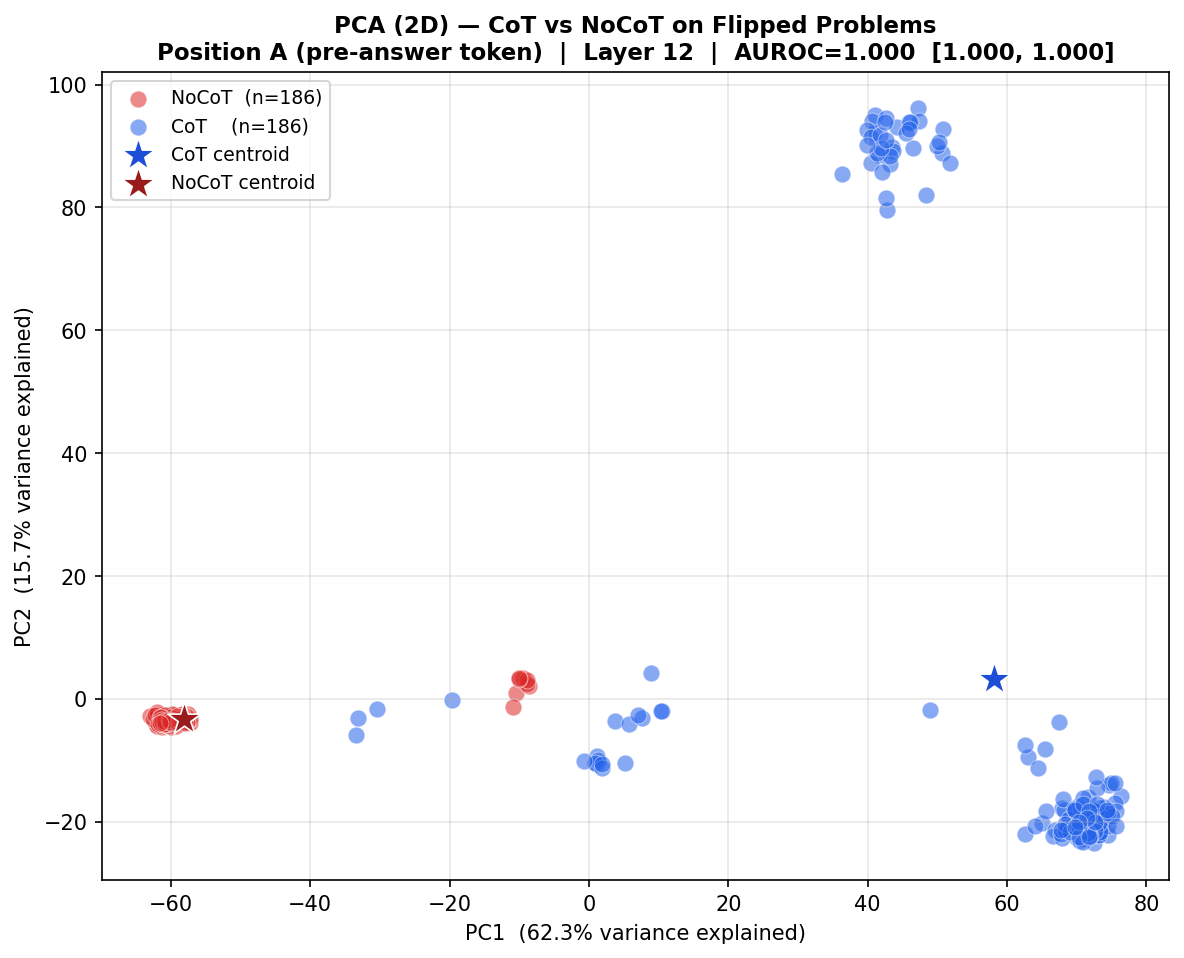 PCA (2D) — CoT vs NoCoT on Flipped Problems
Position A (pre-answer token)  |  Layer 12  |  AUROC=1.000  [1.000, 1.000]
NoCoT  (n=186)
CoT    (n=186)
CoT centroid
NoCoT centroid
100
80
60
40
20
0
−20
PC2  (15.7% variance explained)
−60
−40
−20
0
20
40
60
80
PC1  (62.3% variance explained)